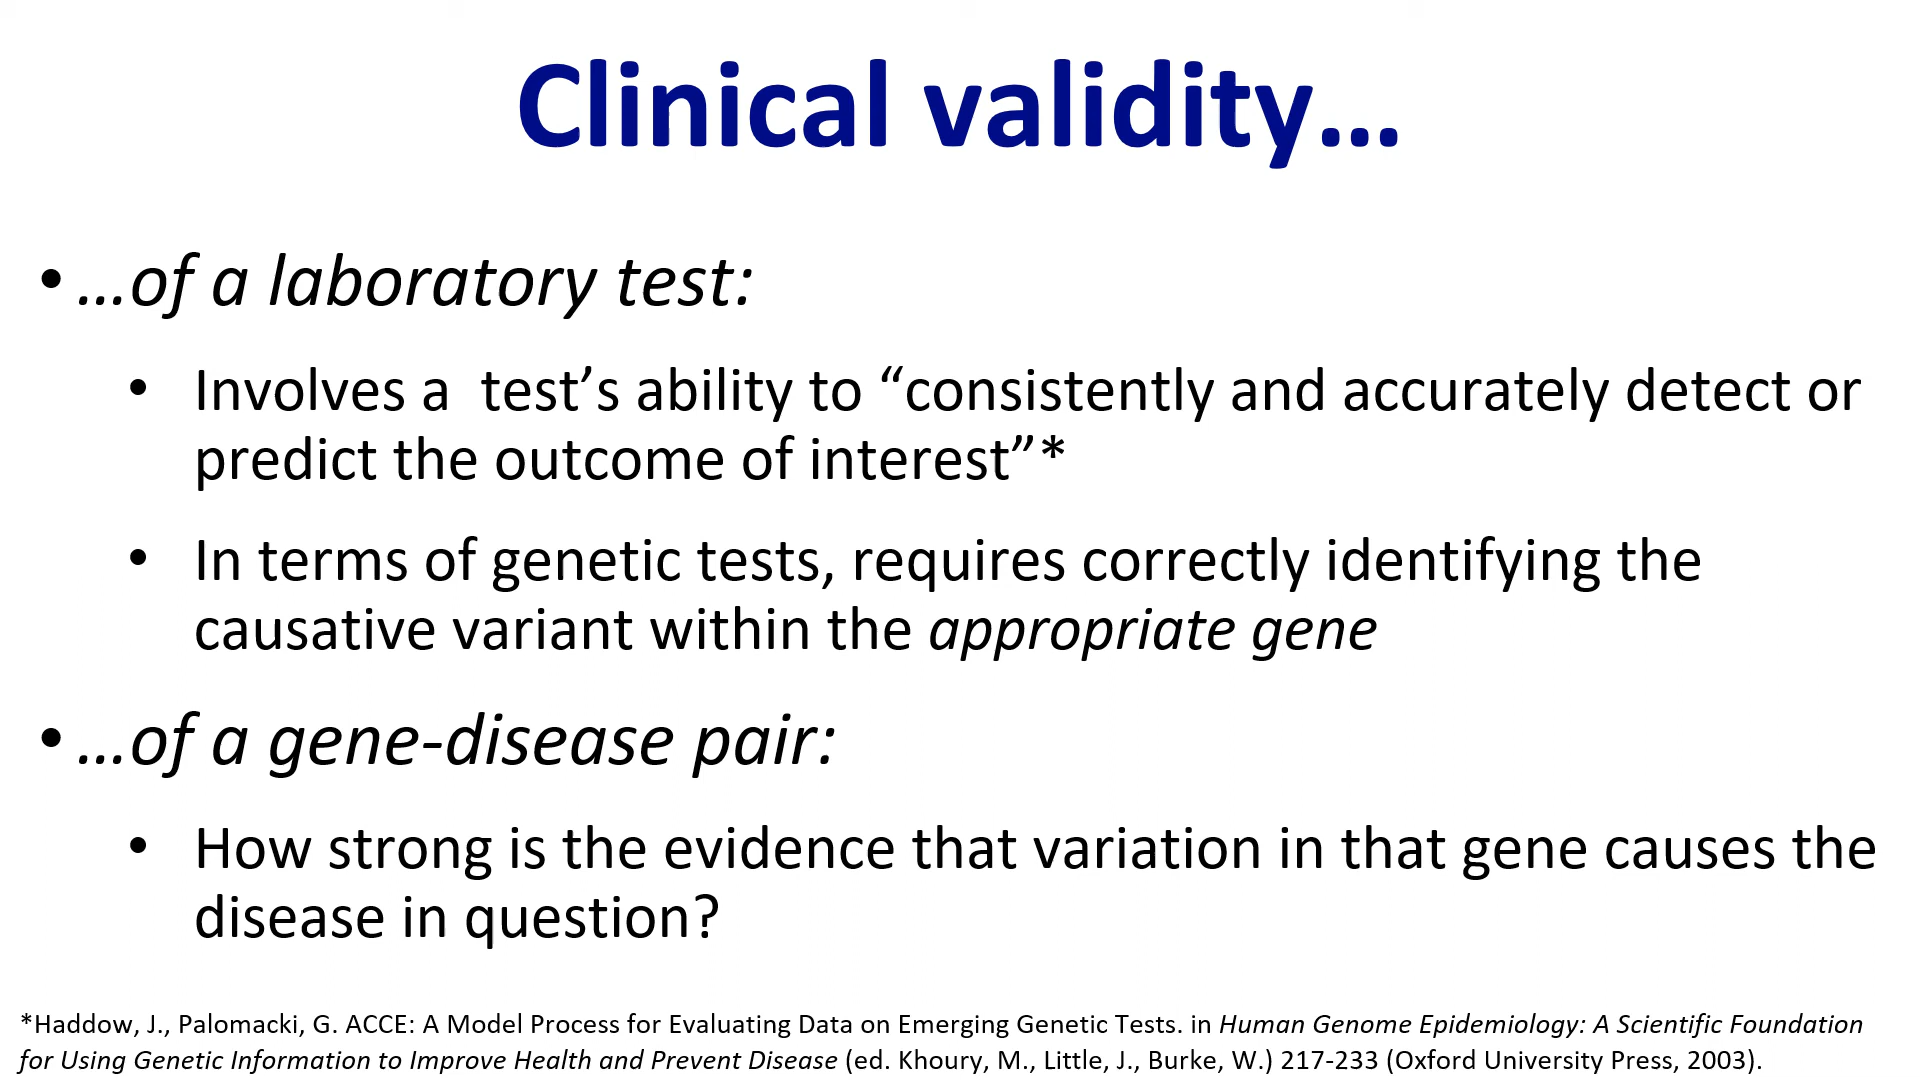 Clinical validity…
• …of a laboratory test:
• Involves a  test’s ability to “consistently and accurately detect or
predict the outcome of interest”*
• In terms of genetic tests, requires correctly identifying the
causative variant within the appropriate gene
• …of a gene-disease pair:
• How strong is the evidence that variation in that gene causes the
disease in question?
*Haddow, J., Palomacki, G. ACCE: A Model Process for Evaluating Data on Emerging Genetic Tests. in Human Genome Epidemiology: A Scientific Foundation
for Using Genetic Information to Improve Health and Prevent Disease (ed. Khoury, M., Little, J., Burke, W.) 217-233 (Oxford University Press, 2003).